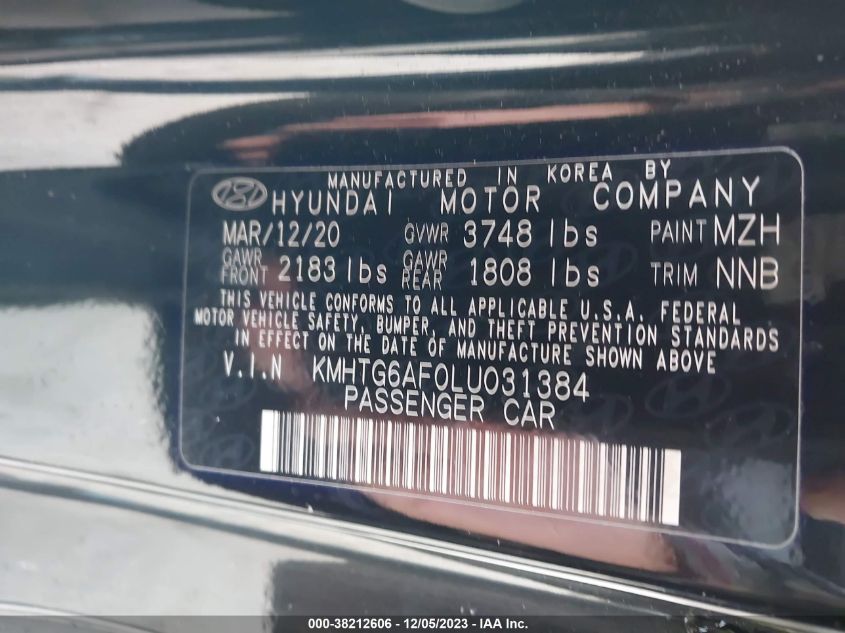 MANUFACTURED IN KOREA BY
HYUNDAI MOTOR COMPANY
MAR/12/20 GVWR 3748 lbs PAINT MZH
GAWR FRONT 2183 lbs GAWR REAR 1808 lbs TRIM NNB
THIS VEHICLE CONFORMS TO ALL APPLICABLE U.S.A. FEDERAL
MOTOR VEHICLE SAFETY, BUMPER, AND THEFT PREVENTION STANDARDS
IN EFFECT ON THE DATE OF MANUFACTURE SHOWN ABOVE
V.I.N KMHTG6AF0LU031384
PASSENGER CAR
000-38212606 - 12/05/2023 - IAA Inc.